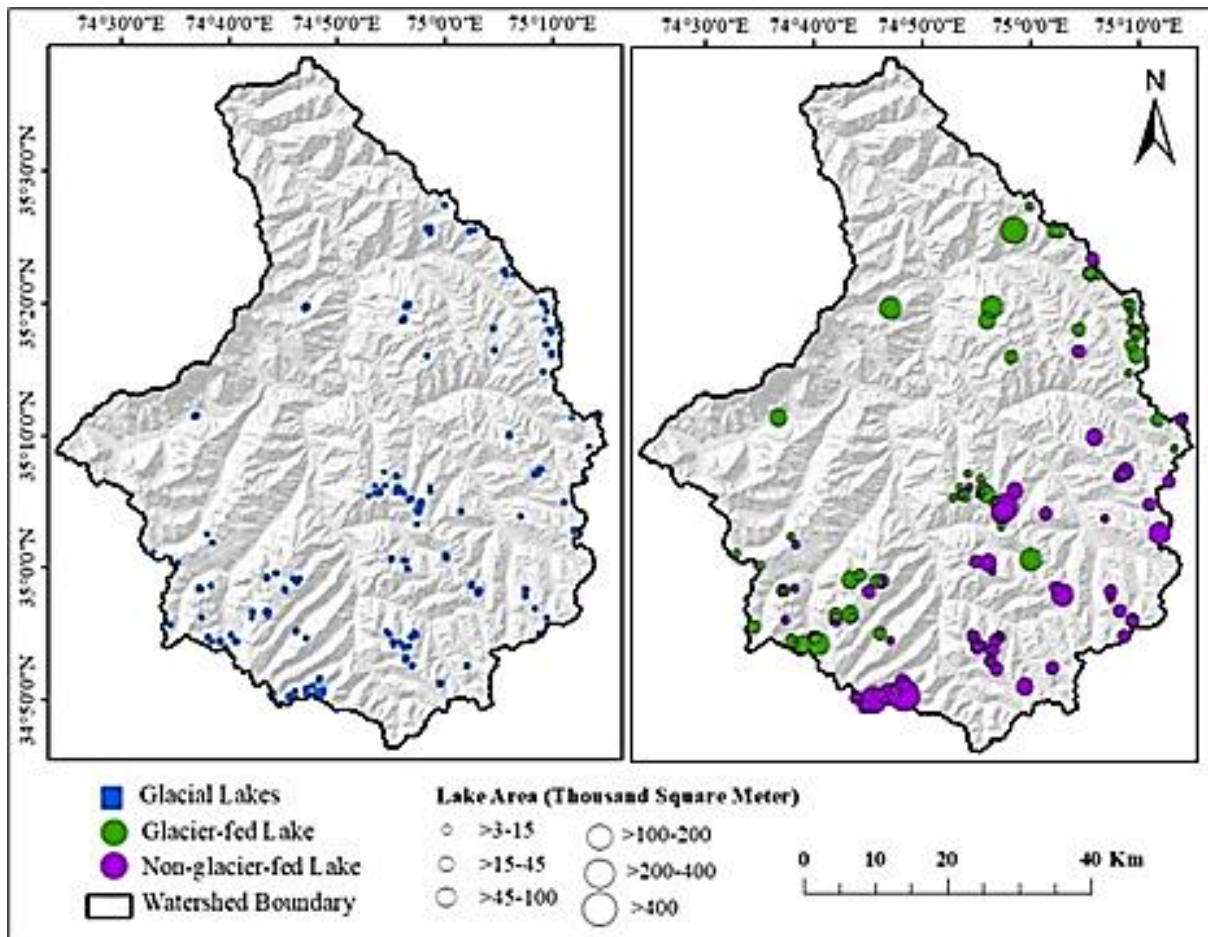 74°30'0"E 74°40'0"E 74°50'0"E 75°0'0"E 75°10'0"E 74°30'0"E 74°40'0"E 74°50'0"E 75°0'0"E 75°10'0"E
N
35°30'0"N
35°20'0"N
35°10'0"N
35°0'0"N
34°50'0"N
Glacial Lakes
Glacier-fed Lake
Non-glacier-fed Lake
Watershed Boundary
Lake Area (Thousand Square Meter)
>3-15
>15-45
>45-100
>100-200
>200-400
>400
0 10 20 40 Km